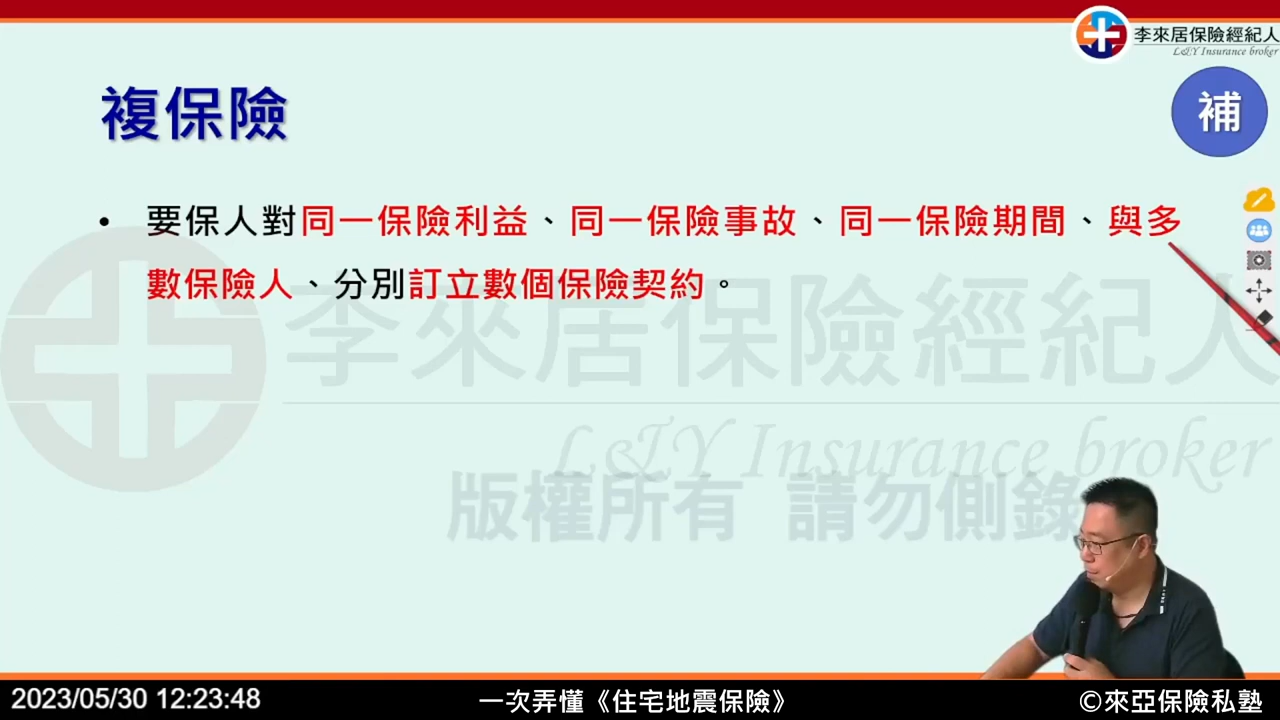 李來居保險經紀人
L&Y Insurance broker
複保險
補
• 要保人對同一保險利益、同一保險事故、同一保險期間、與多
數保險人、分別訂立數個保險契約。
李來居保險經紀人
L&Y Insurance broker
版權所有 請勿側錄
2023/05/30 12:23:48
一次弄懂《住宅地震保險》
©來亞保險私塾